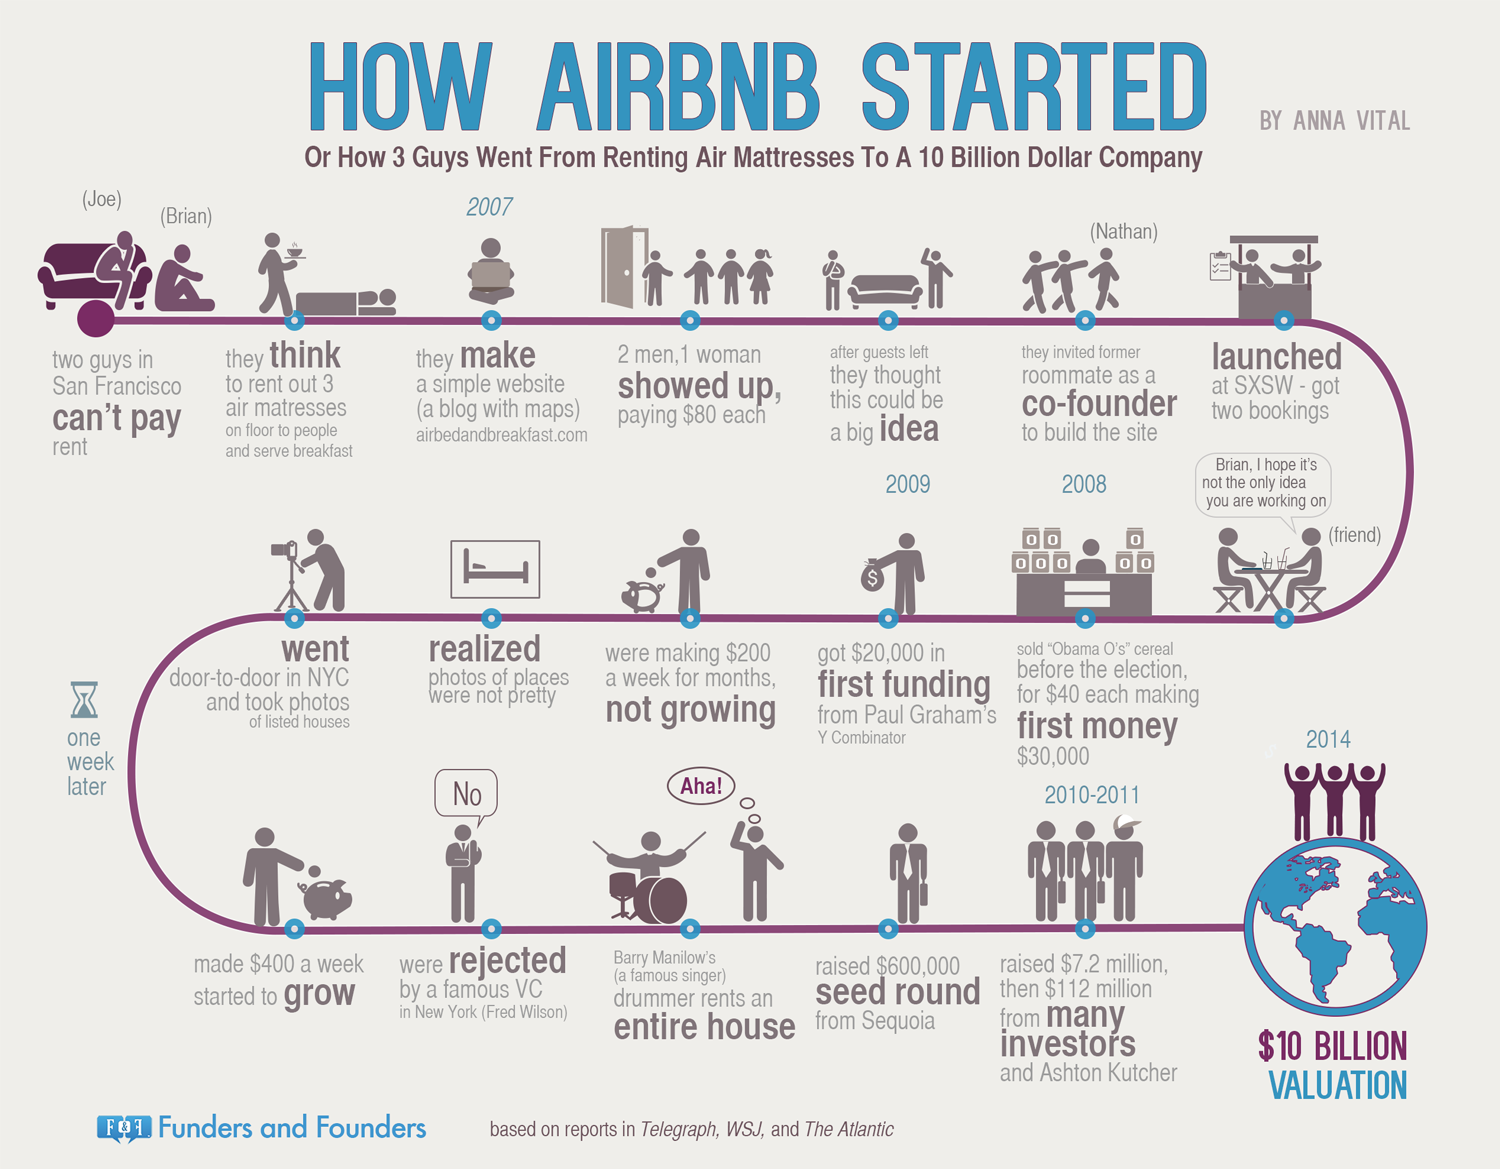 HOW AIRBNB STARTED
BY ANNA VITAL
Or How 3 Guys Went From Renting Air Mattresses To A 10 Billion Dollar Company
(Joe)
(Brian)
two guys in
San Francisco
can't pay
rent
they think
to rent out 3
air matresses
on floor to people
and serve breakfast
2007
they make
a simple website
(a blog with maps)
airbedandbreakfast.com
2 men,1 woman
showed up,
paying $80 each
after guests left
they thought
this could be
a big idea
(Nathan)
they invited former
roommate as a
co-founder
to build the site
launched
at SXSW - got
two bookings
Brian, I hope it's
not the only idea
you are working on
(friend)
2008
0 0 0
0 0 0 0 0
sold "Obama O's" cereal
before the election,
for $40 each making
first money
$30,000
2009
$
got $20,000 in
first funding
from Paul Graham's
Y Combinator
were making $200
a week for months,
not growing
realized
photos of places
were not pretty
went
door-to-door in NYC
and took photos
of listed houses
one
week
later
made $400 a week
started to grow
No
were rejected
by a famous VC
in New York (Fred Wilson)
Aha!
Barry Manilow's
(a famous singer)
drummer rents an
entire house
raised $600,000
seed round
from Sequoia
2010-2011
raised $7.2 million,
then $112 million
from many
investors
and Ashton Kutcher
2014
$10 BILLION
VALUATION
F&F. Funders and Founders
based on reports in Telegraph, WSJ, and The Atlantic